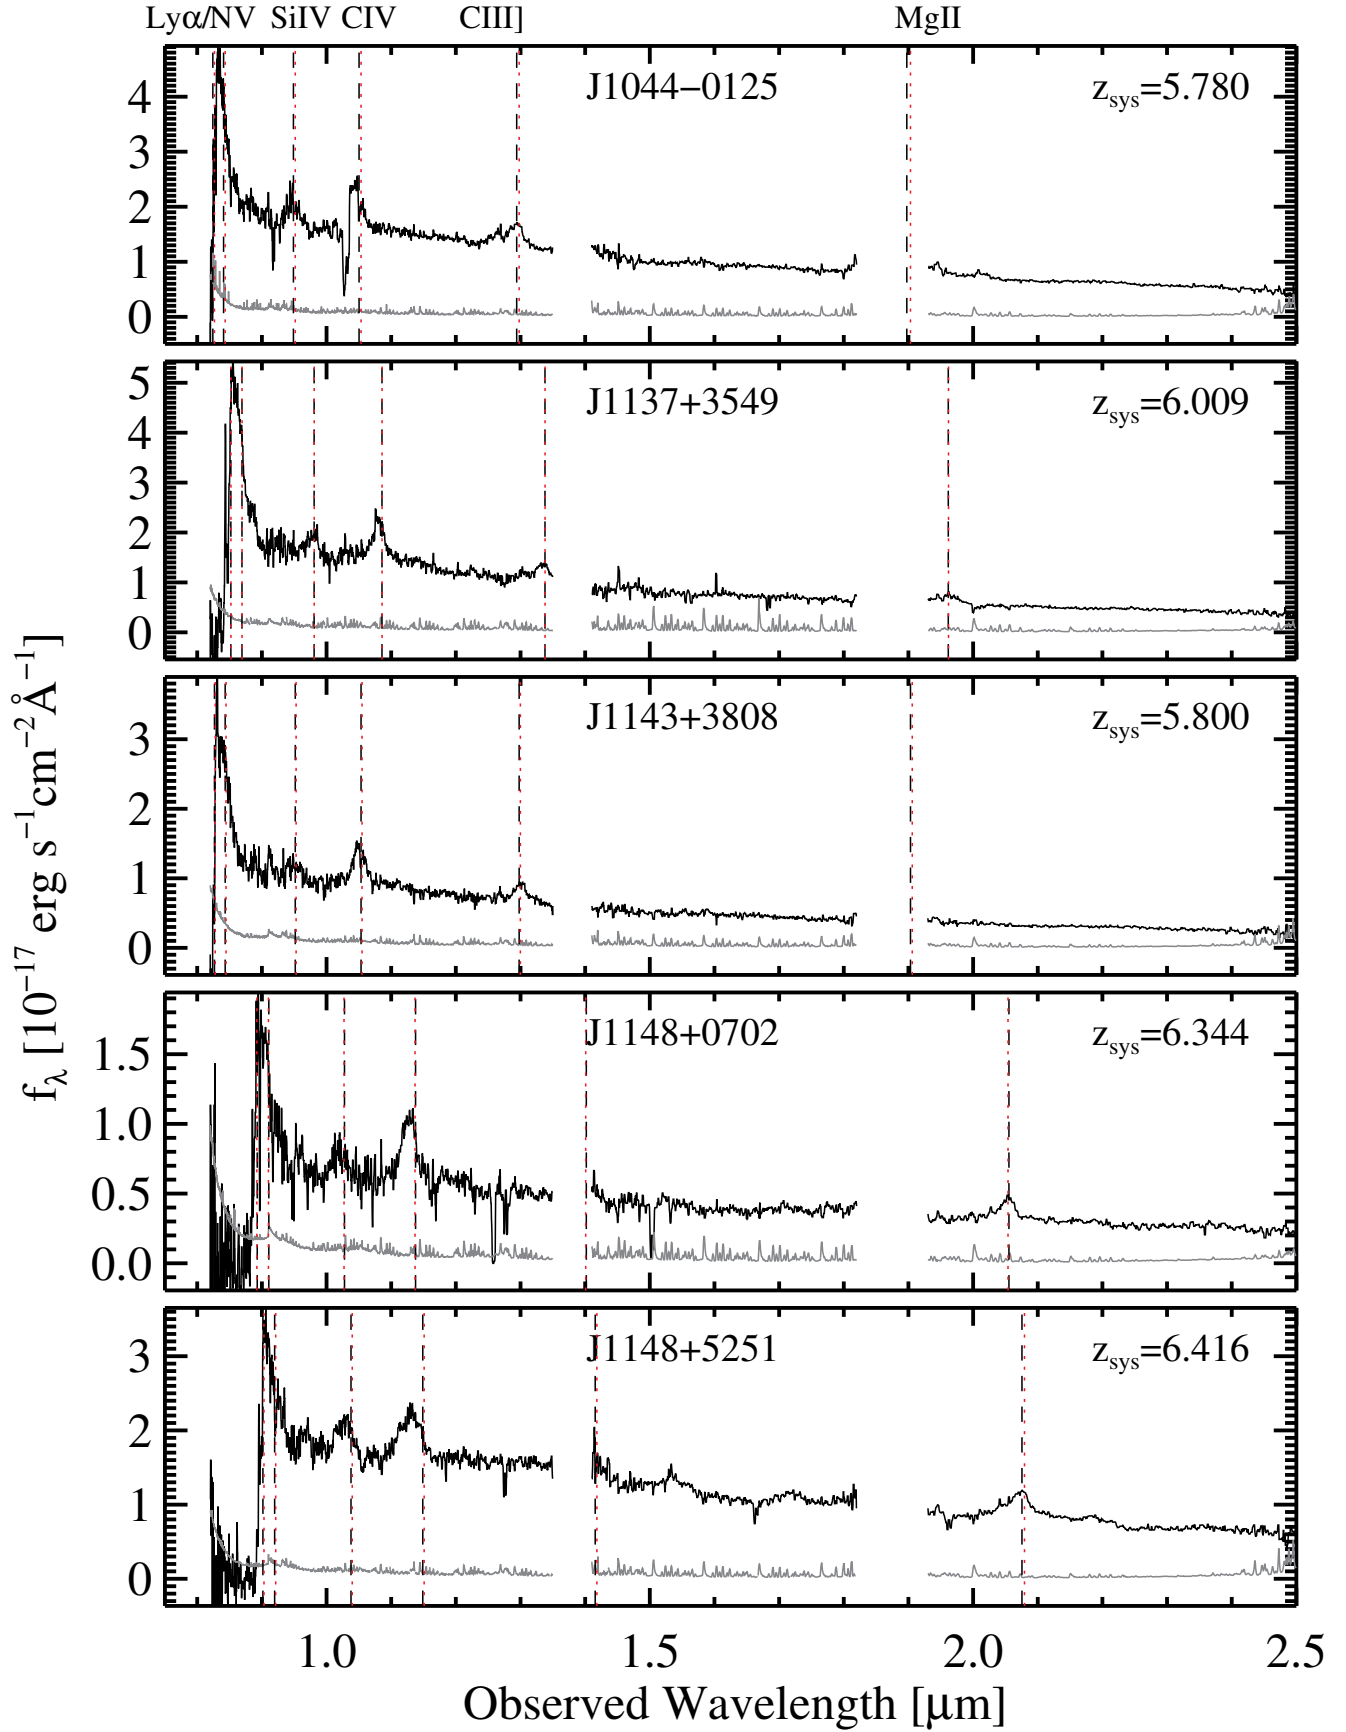 Lyα/NV SiIV CIV CIII] MgII
J1044−0125 z_sys=5.780
4
3
2
1
0
J1137+3549 z_sys=6.009
5
4
3
2
1
0
J1143+3808 z_sys=5.800
3
2
1
0
J1148+0702 z_sys=6.344
1.5
1.0
0.5
0.0
J1148+5251 z_sys=6.416
3
2
1
0
f_λ [10⁻¹⁷ erg s⁻¹cm⁻²Å⁻¹]
1.0 1.5 2.0 2.5
Observed Wavelength [μm]